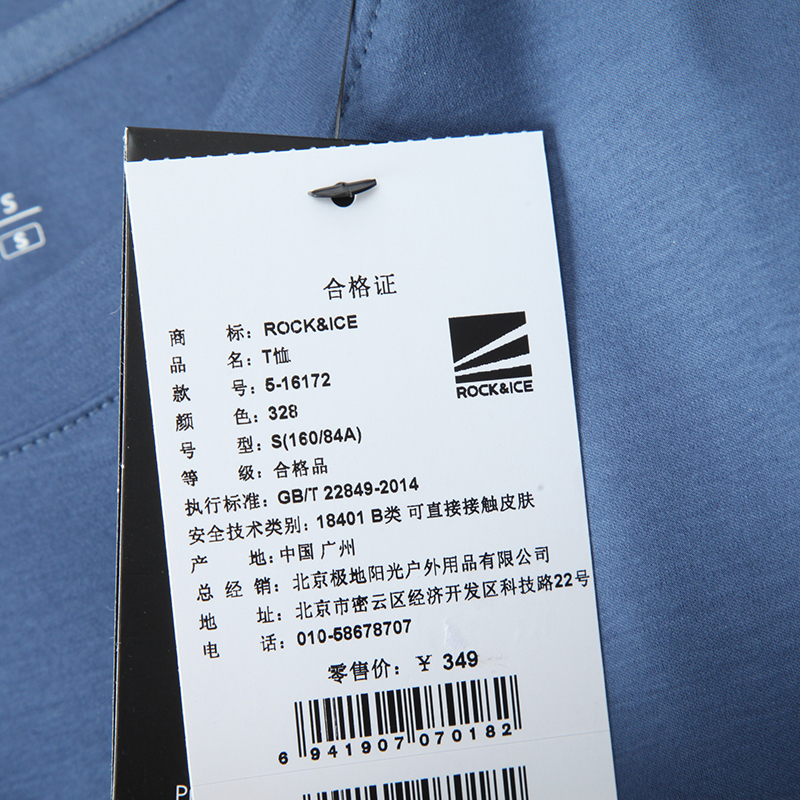 S
S
合格证
商 标：ROCK&ICE
品 名：T恤
款 号：5-16172
颜 色：328
号 型：S(160/84A)
等 级：合格品
执行标准：GB/T 22849-2014
安全技术类别：18401 B类 可直接接触皮肤
产 地：中国 广州
总 经 销：北京极地阳光户外用品有限公司
地 址：北京市密云区经济开发区科技路22号
电 话：010-58678707
ROCK&ICE
零售价：￥ 349
6 941907 070182